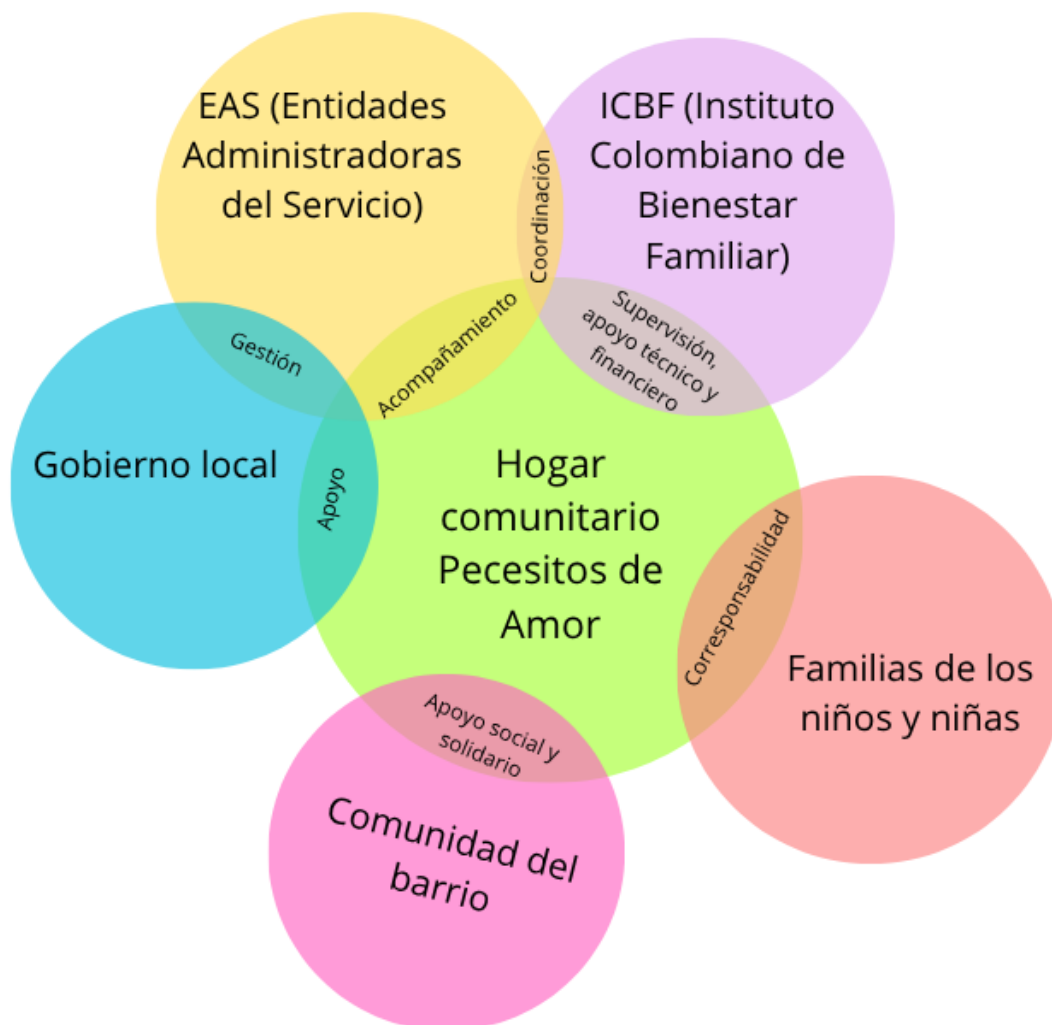 EAS (Entidades
Administradoras
del Servicio)
ICBF (Instituto
Colombiano de
Bienestar
Familiar)
Coordinación
Gestión
Acompañamiento
Supervisión,
apoyo técnico y
financiero
Gobierno local
Apoyo
Hogar
comunitario
Pecesitos de
Amor
Corresponsabilidad
Familias de los
niños y niñas
Apoyo social y
solidario
Comunidad del
barrio